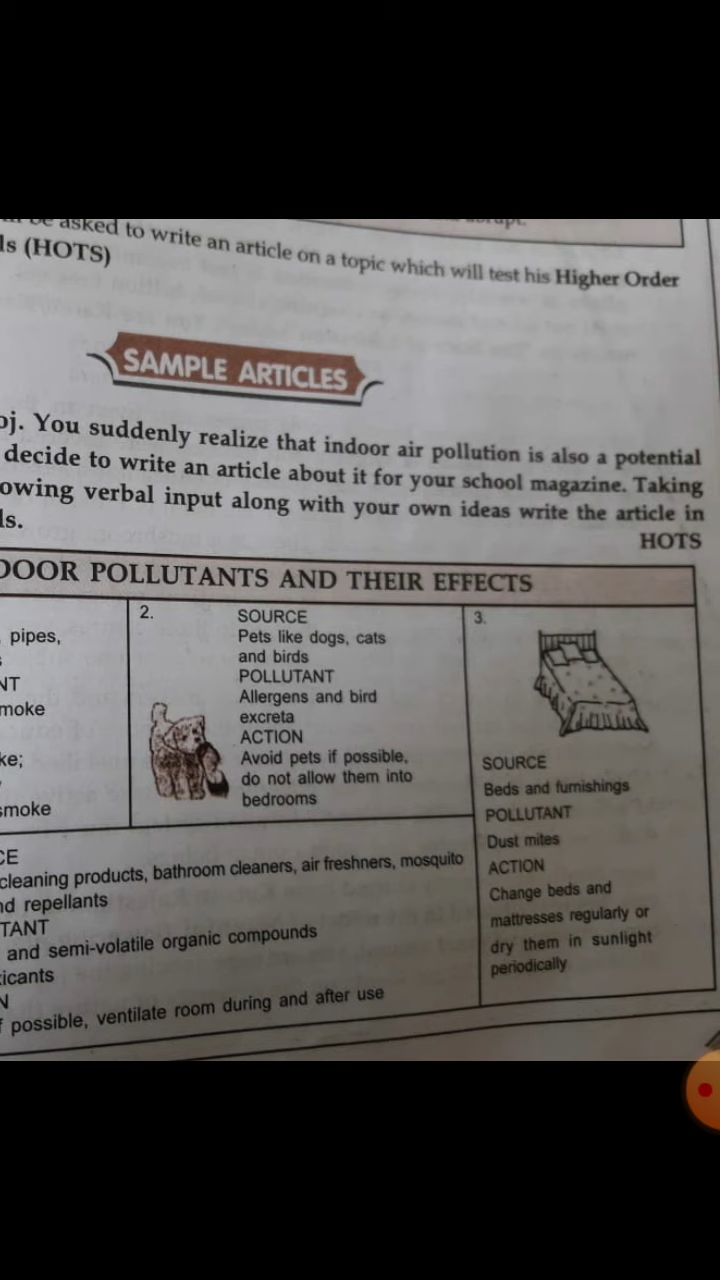 be asked to write an article on a topic which will test his Higher Order
ls (HOTS)
SAMPLE ARTICLES
oj. You suddenly realize that indoor air pollution is also a potential
decide to write an article about it for your school magazine. Taking
owing verbal input along with your own ideas write the article in
ls.
HOTS
DOOR POLLUTANTS AND THEIR EFFECTS
pipes,
NT
moke
ke;
smoke
2.
SOURCE
Pets like dogs, cats
and birds
POLLUTANT
Allergens and bird
excreta
ACTION
Avoid pets if possible,
do not allow them into
bedrooms
3.
SOURCE
Beds and furnishings
POLLUTANT
Dust mites
ACTION
Change beds and
mattresses regularly or
dry them in sunlight
periodically
CE
cleaning products, bathroom cleaners, air freshners, mosquito
nd repellants
TANT
and semi-volatile organic compounds
icants
N
f possible, ventilate room during and after use